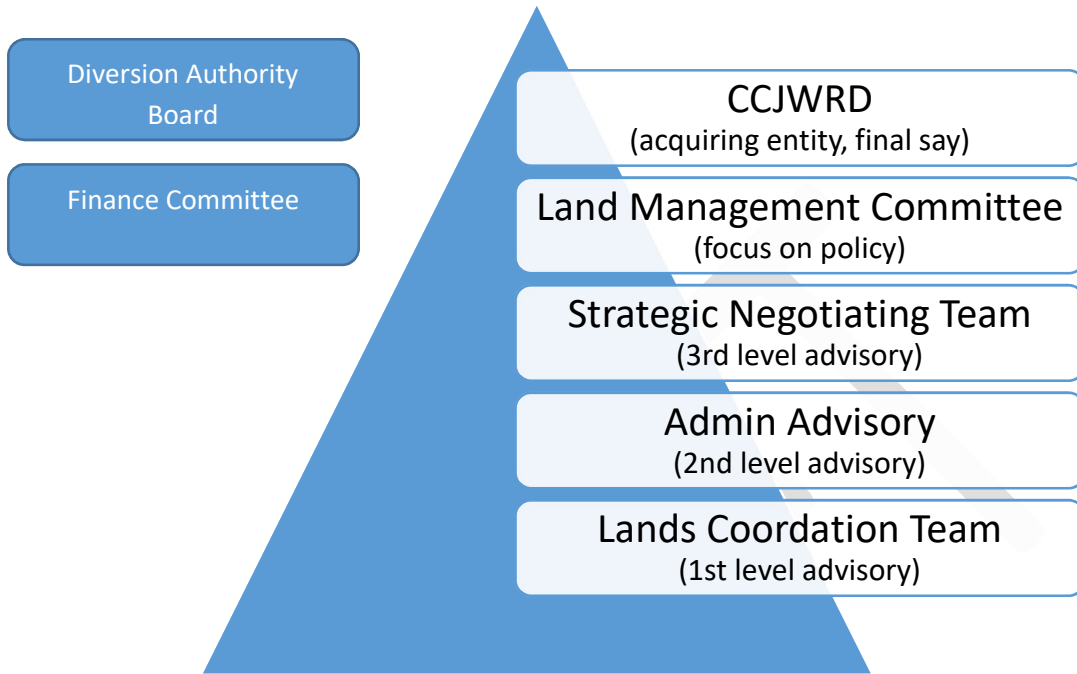 Diversion Authority
Board
Finance Committee
CCJWRD
(acquiring entity, final say)
Land Management Committee
(focus on policy)
Strategic Negotiating Team
(3rd level advisory)
Admin Advisory
(2nd level advisory)
Lands Coordation Team
(1st level advisory)